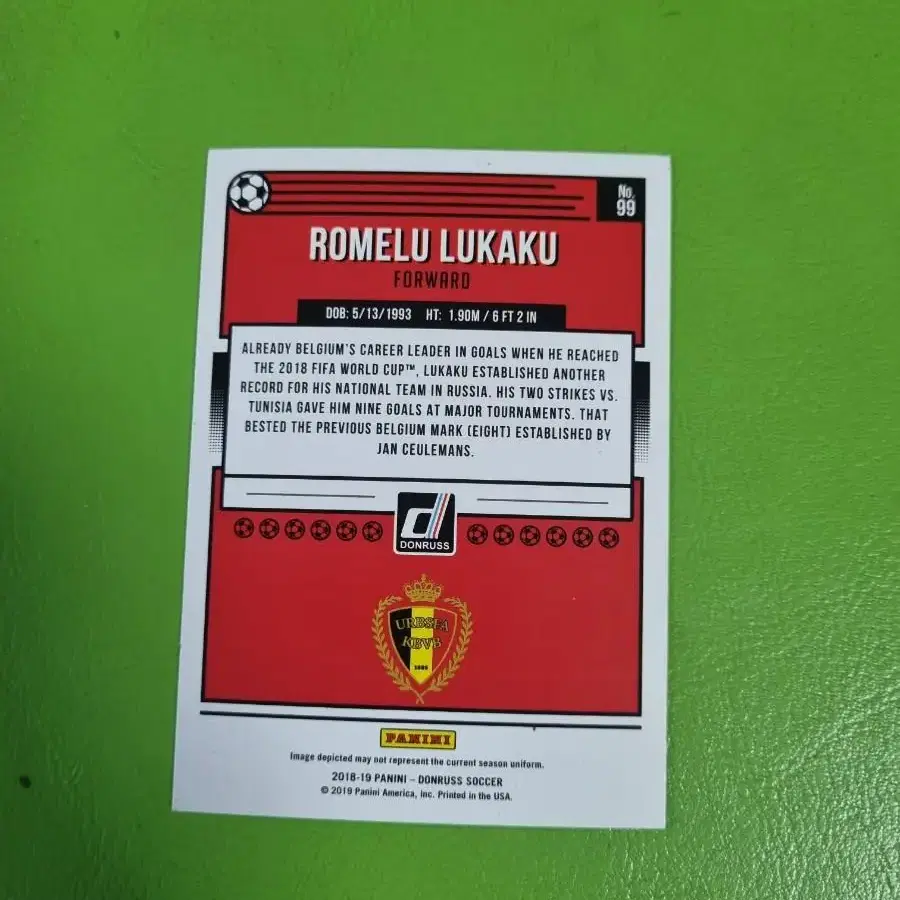 No.
99
ROMELU LUKAKU
FORWARD
DOB: 5/13/1993 HT: 1.90M / 6 FT 2 IN
ALREADY BELGIUM'S CAREER LEADER IN GOALS WHEN HE REACHED
THE 2018 FIFA WORLD CUP™, LUKAKU ESTABLISHED ANOTHER
RECORD FOR HIS NATIONAL TEAM IN RUSSIA. HIS TWO STRIKES VS.
TUNISIA GAVE HIM NINE GOALS AT MAJOR TOURNAMENTS. THAT
BESTED THE PREVIOUS BELGIUM MARK (EIGHT) ESTABLISHED BY
JAN CEULEMANS.
d
DONRUSS
URBSFA
KBVB
1895
PANINI
Image depicted may not represent the current season uniform.
2018-19 PANINI – DONRUSS SOCCER
© 2019 Panini America, Inc. Printed in the USA.